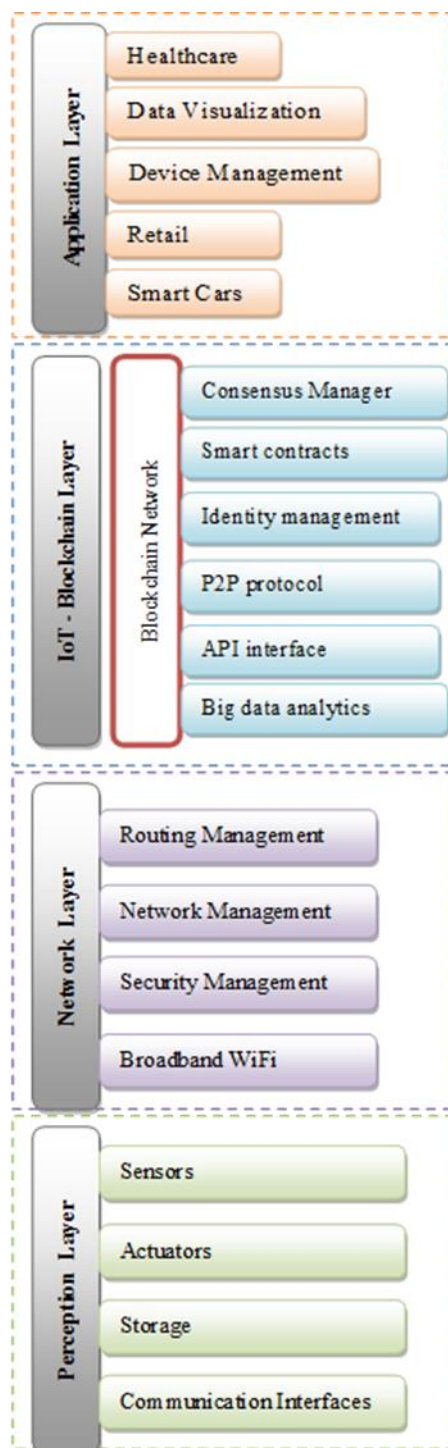 Application Layer
Healthcare
Data Visualization
Device Management
Retail
Smart Cars
IoT - Blockchain Layer
Blockchain Network
Consensus Manager
Smart contracts
Identity management
P2P protocol
API interface
Big data analytics
Network Layer
Routing Management
Network Management
Security Management
Broadband WiFi
Perception Layer
Sensors
Actuators
Storage
Communication Interfaces